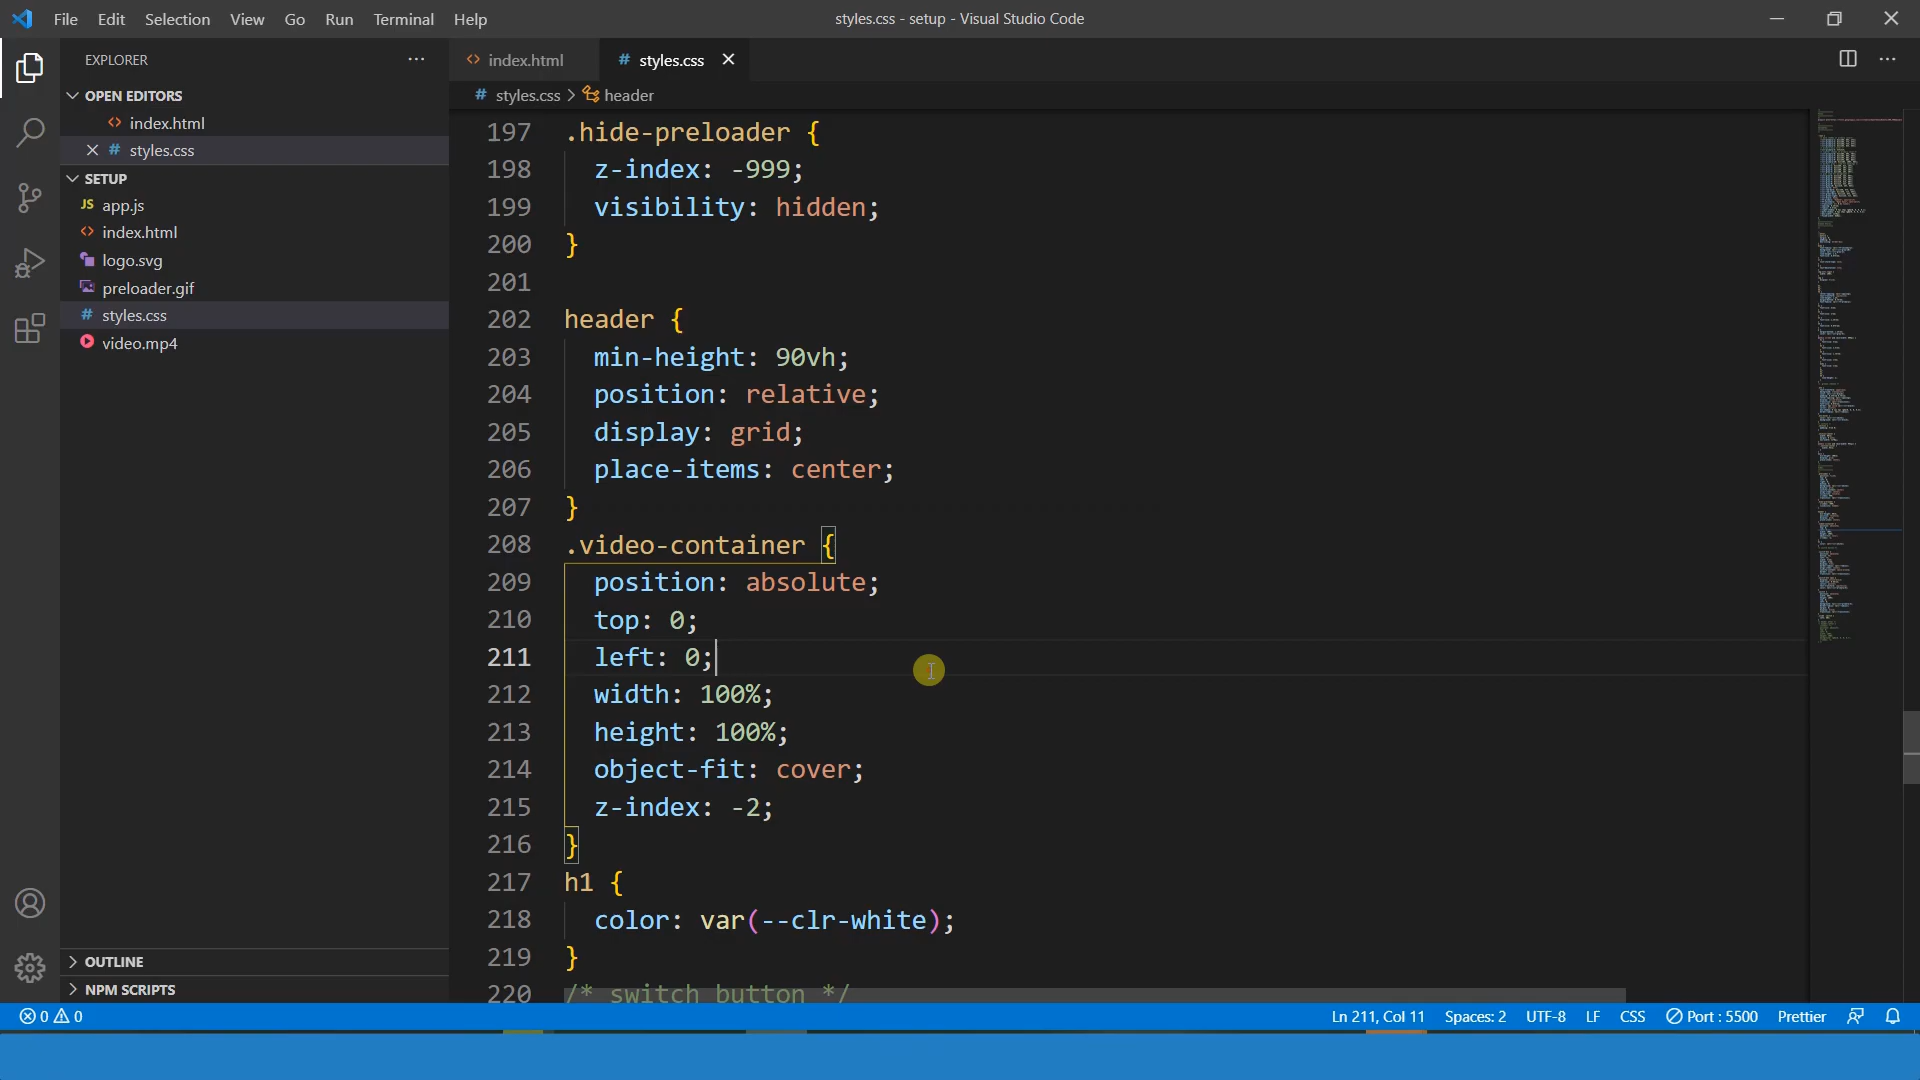 File Edit Selection View Go Run Terminal Help
styles.css - setup - Visual Studio Code
EXPLORER
OPEN EDITORS
index.html
styles.css
SETUP
app.js
index.html
logo.svg
preloader.gif
styles.css
video.mp4
OUTLINE
NPM SCRIPTS
index.html
styles.css
styles.css > header
197 .hide-preloader {
198 z-index: -999;
199 visibility: hidden;
200 }
201
202 header {
203 min-height: 90vh;
204 position: relative;
205 display: grid;
206 place-items: center;
207 }
208 .video-container {
209 position: absolute;
210 top: 0;
211 left: 0;
212 width: 100%;
213 height: 100%;
214 object-fit: cover;
215 z-index: -2;
216 }
217 h1 {
218 color: var(--clr-white);
219 }
220 /* switch button */
0 0
Ln 211, Col 11 Spaces: 2 UTF-8 LF CSS Port : 5500 Prettier